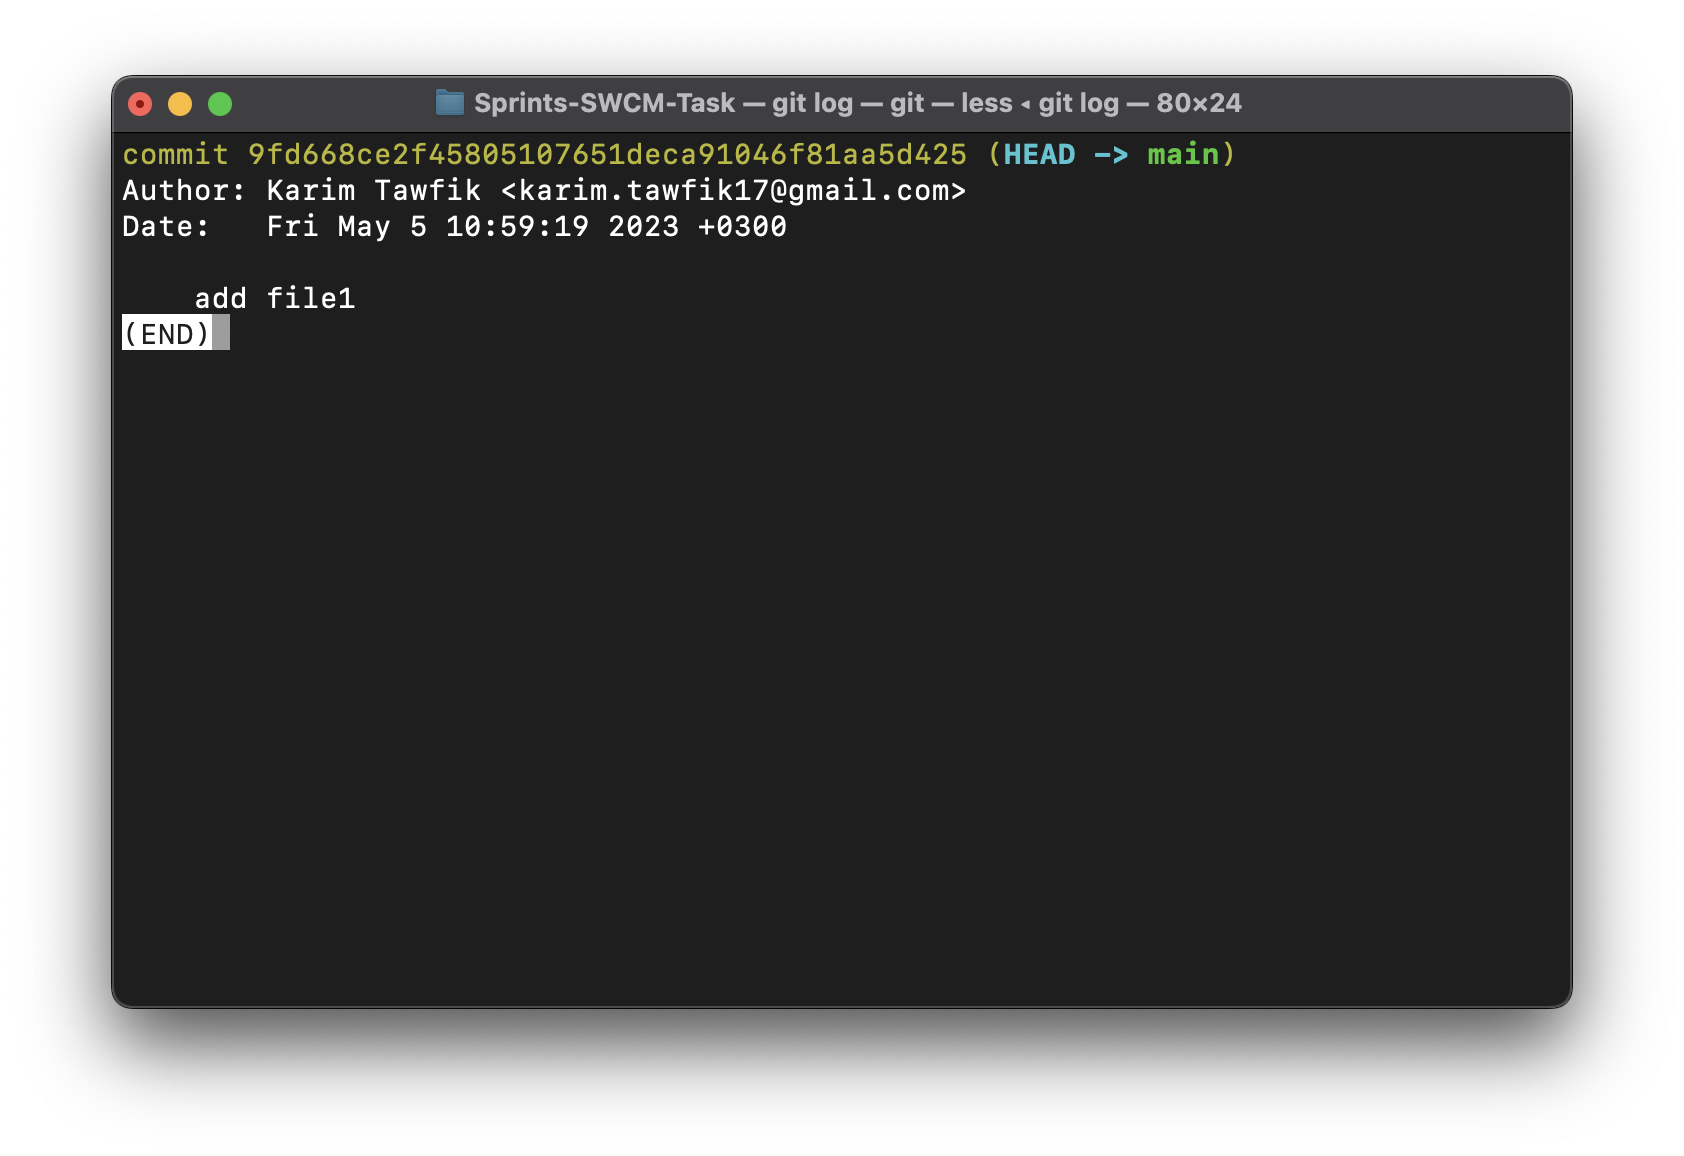 Sprints-SWCM-Task — git log — git — less ◂ git log — 80×24
commit 9fd668ce2f45805107651deca91046f81aa5d425 (HEAD -> main)
Author: Karim Tawfik <karim.tawfik17@gmail.com>
Date:   Fri May 5 10:59:19 2023 +0300
    add file1
(END)